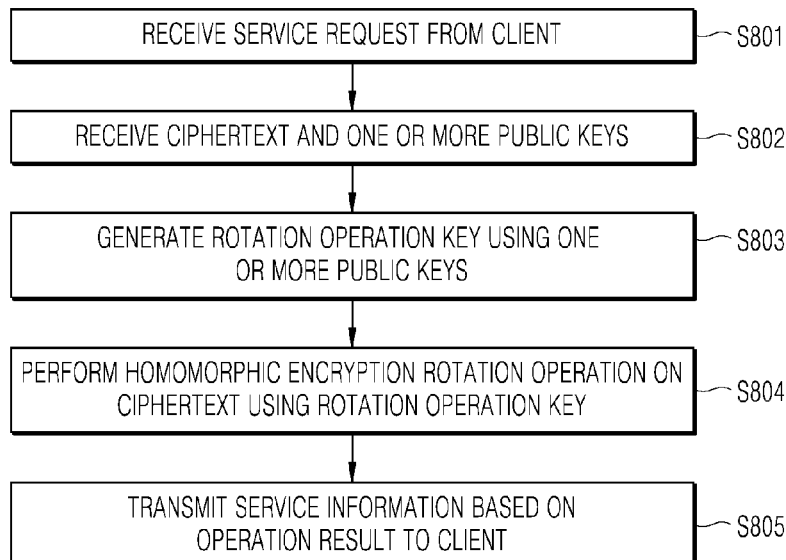 RECEIVE SERVICE REQUEST FROM CLIENT
S801
RECEIVE CIPHERTEXT AND ONE OR MORE PUBLIC KEYS
S802
GENERATE ROTATION OPERATION KEY USING ONE
OR MORE PUBLIC KEYS
S803
PERFORM HOMOMORPHIC ENCRYPTION ROTATION OPERATION ON
CIPHERTEXT USING ROTATION OPERATION KEY
S804
TRANSMIT SERVICE INFORMATION BASED ON
OPERATION RESULT TO CLIENT
S805